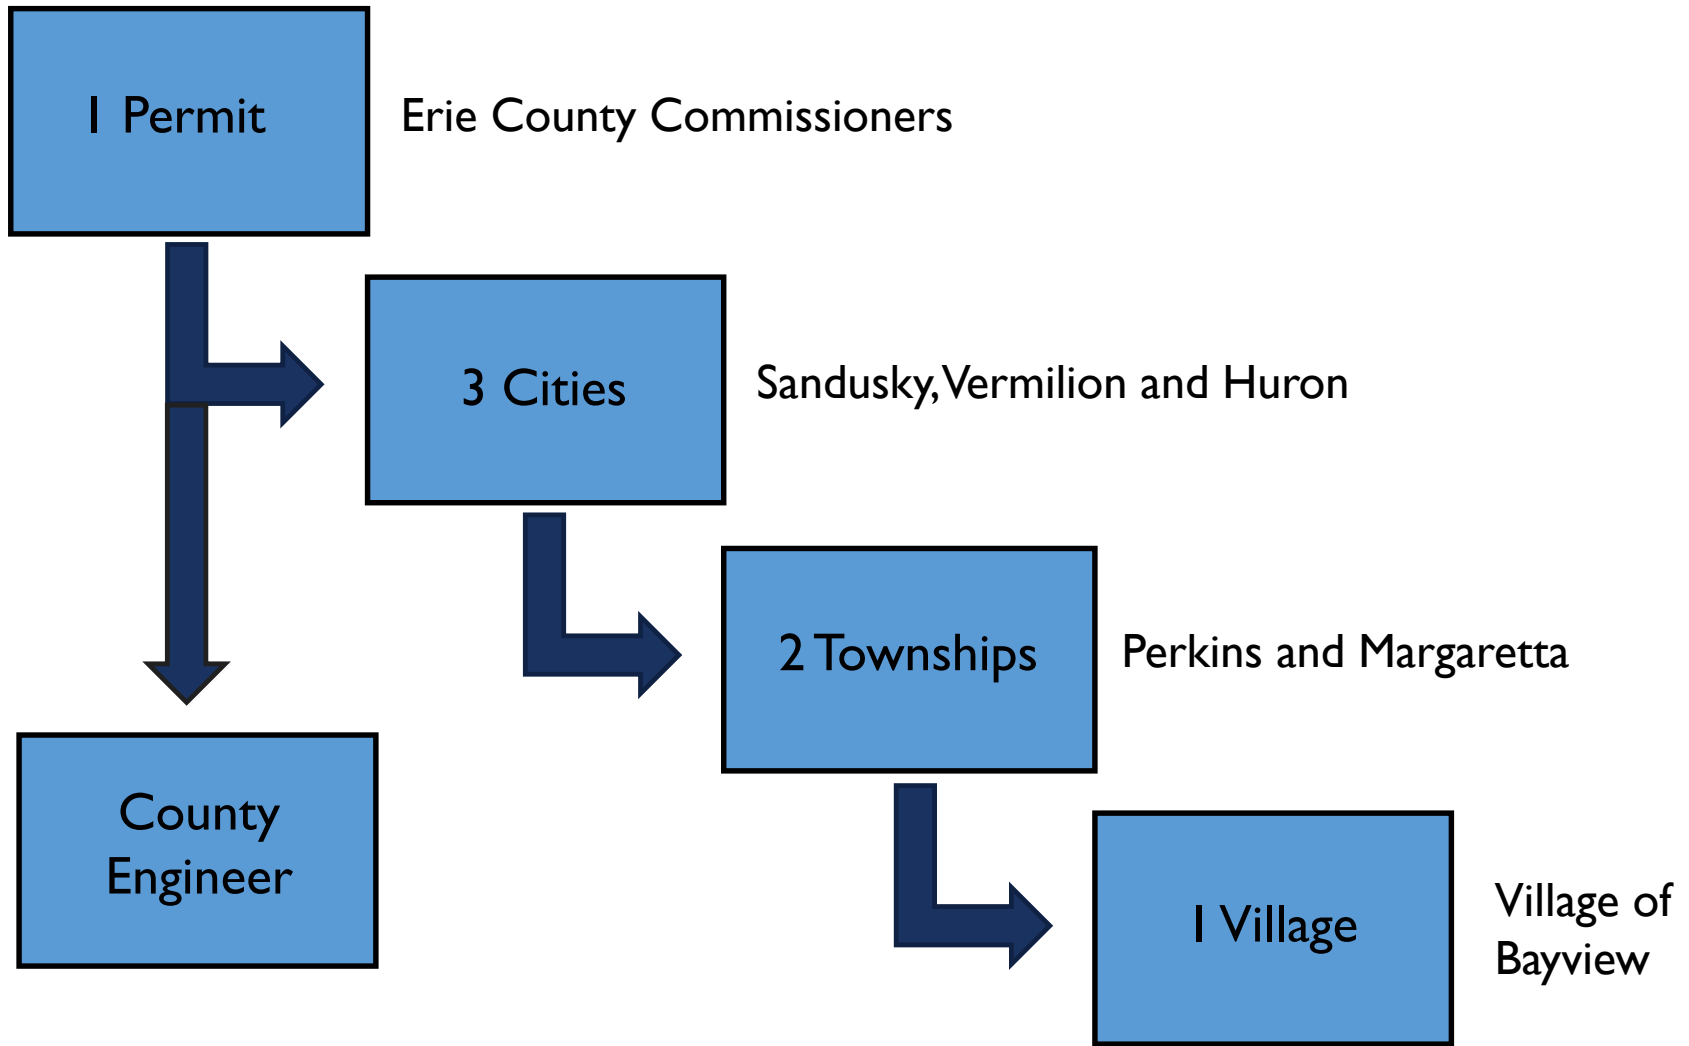 1 Permit
Erie County Commissioners
3 Cities
Sandusky, Vermilion and Huron
2 Townships
Perkins and Margaretta
County
Engineer
1 Village
Village of
Bayview